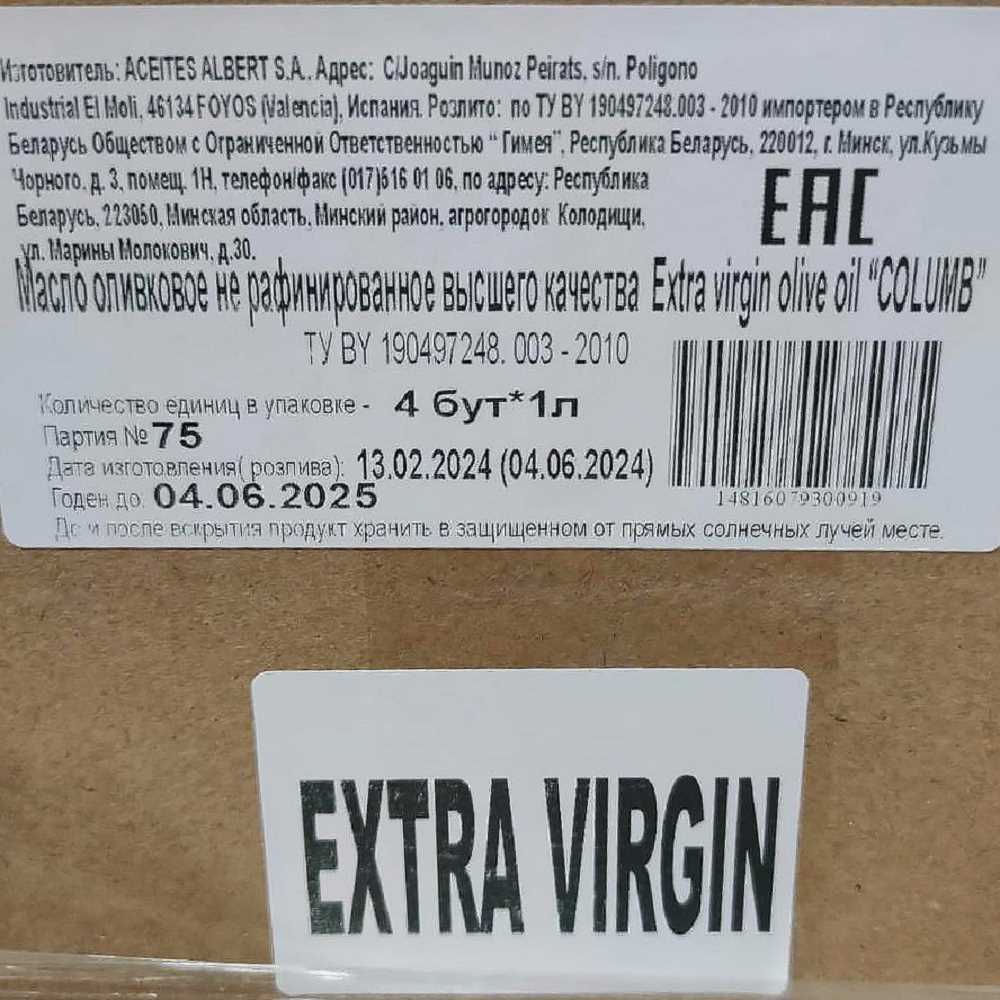 Изготовитель: ACEITES ALBERT S.A. Адрес: C/Joaguin Munoz Peirats, s/n. Poligono
Industrial El Moli, 46134 FOYOS (Valencia), Испания. Розлито: по ТУ BY 190497248.003 - 2010 импортером в Республику
Беларусь Обществом с Ограниченной Ответственностью " Гимея", Республика Беларусь, 220012, г. Минск, ул.Кузьмы
Чорного, д. 3, помещ. 1Н, телефон/факс (017)516 01 06, по адресу: Республика
Беларусь, 223050, Минская область, Минский район, агрогородок Колодищи,
ул. Марины Молокович, д.30.
EAC
Масло оливковое не рафинированное высшего качества Extra virgin olive oil "COLUMB"
ТУ BY 190497248. 003 - 2010
Количество единиц в упаковке - 4 бут*1л
Партия № 75
Дата изготовления( розлива): 13.02.2024 (04.06.2024)
Годен до: 04.06.2025
14816079300919
До и после вскрытия продукт хранить в защищенном от прямых солнечных лучей месте.
EXTRA VIRGIN